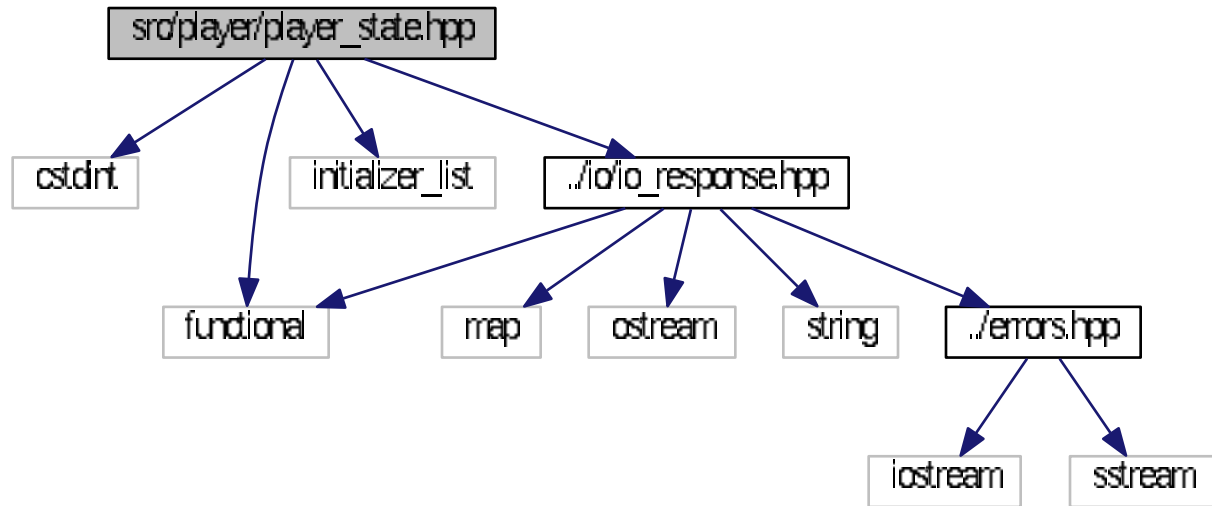 src/player/player_state.hpp
cstdint
initializer_list
../io/io_response.hpp
functional
map
ostream
string
../errors.hpp
iostream
sstream